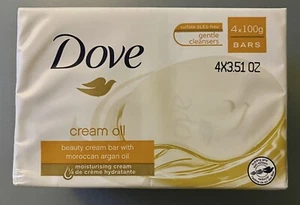 sulfate SLES free
gentle
cleansers
4x100g
BARS
Dove
4X3.51 OZ
cream oil
beauty cream bar with
moroccan argan oil
moisturising cream
de crème hydratante